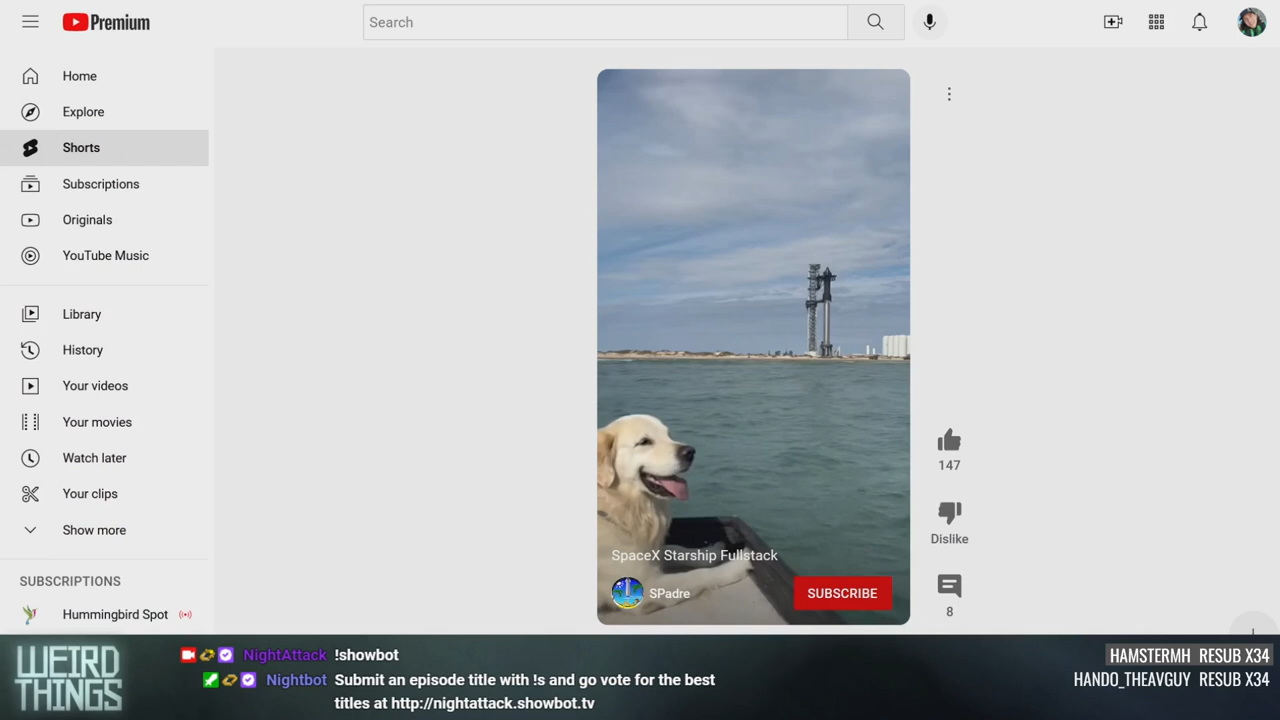 Premium
Search
Home
Explore
Shorts
Subscriptions
Originals
YouTube Music
Library
History
Your videos
Your movies
Watch later
Your clips
Show more
SUBSCRIPTIONS
Hummingbird Spot
147
Dislike
8
SpaceX Starship Fullstack
SPadre
SUBSCRIBE
WEIRD
THINGS
NightAttack !showbot
Nightbot Submit an episode title with !s and go vote for the best
titles at http://nightattack.showbot.tv
HAMSTERMH RESUB X34
HANDO_THEAVGUY RESUB X34